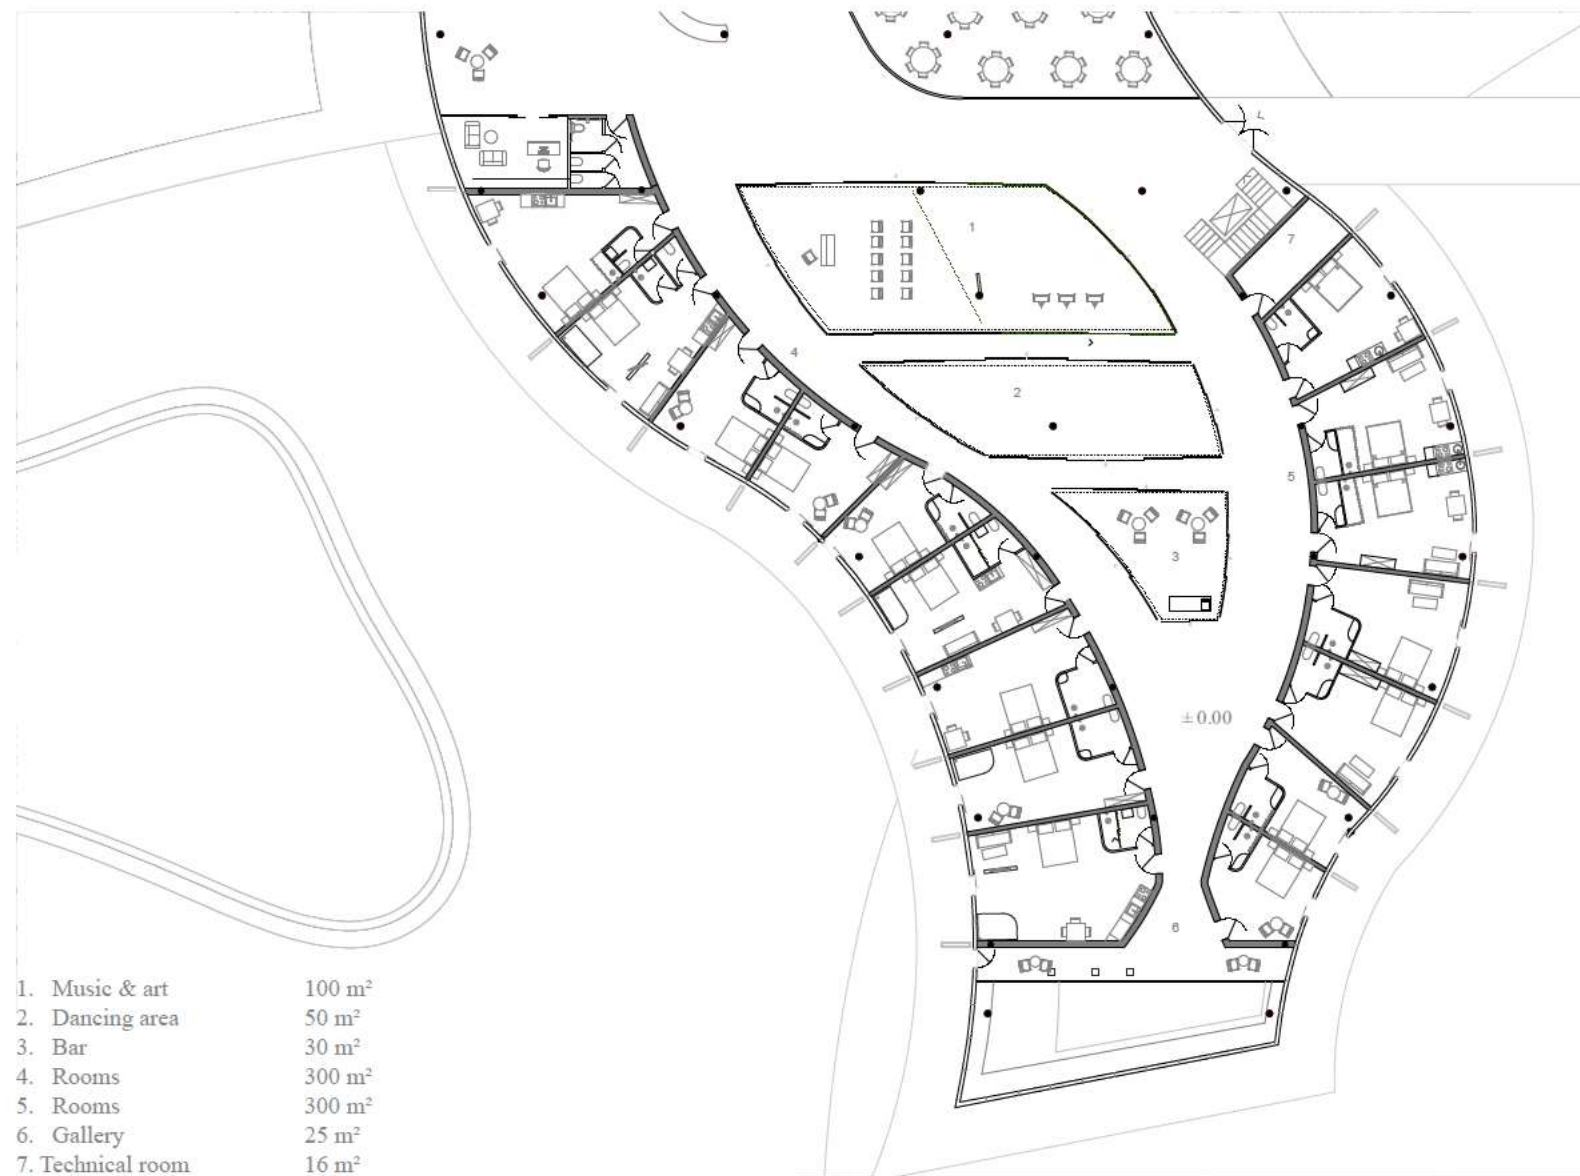 1
7
4
2
5
3
±0.00
6
1. Music & art 100 m²
2. Dancing area 50 m²
3. Bar 30 m²
4. Rooms 300 m²
5. Rooms 300 m²
6. Gallery 25 m²
7. Technical room 16 m²